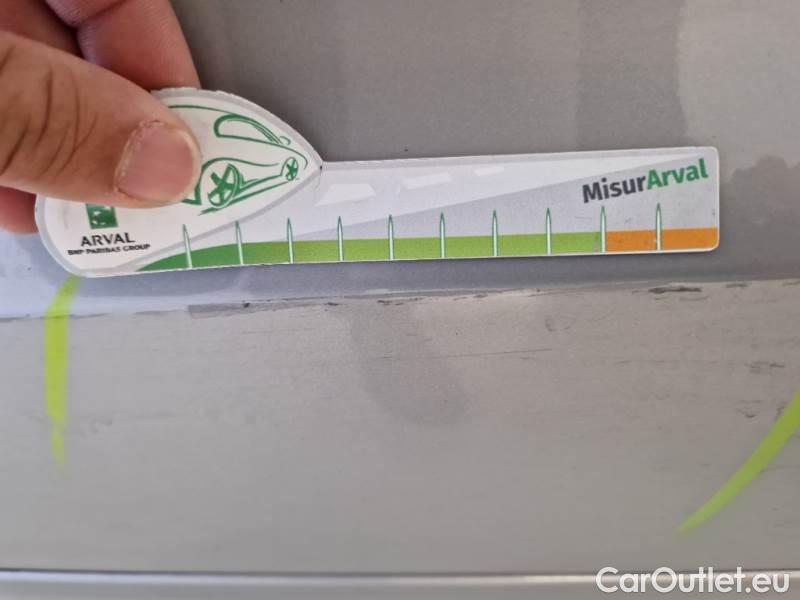 MisurArval
ARVAL
BNP PARIBAS GROUP
CarOutlet.eu